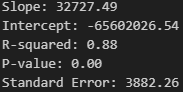 Slope: 32727.49
Intercept: -65602026.54
R-squared: 0.88
P-value: 0.00
Standard Error: 3882.26